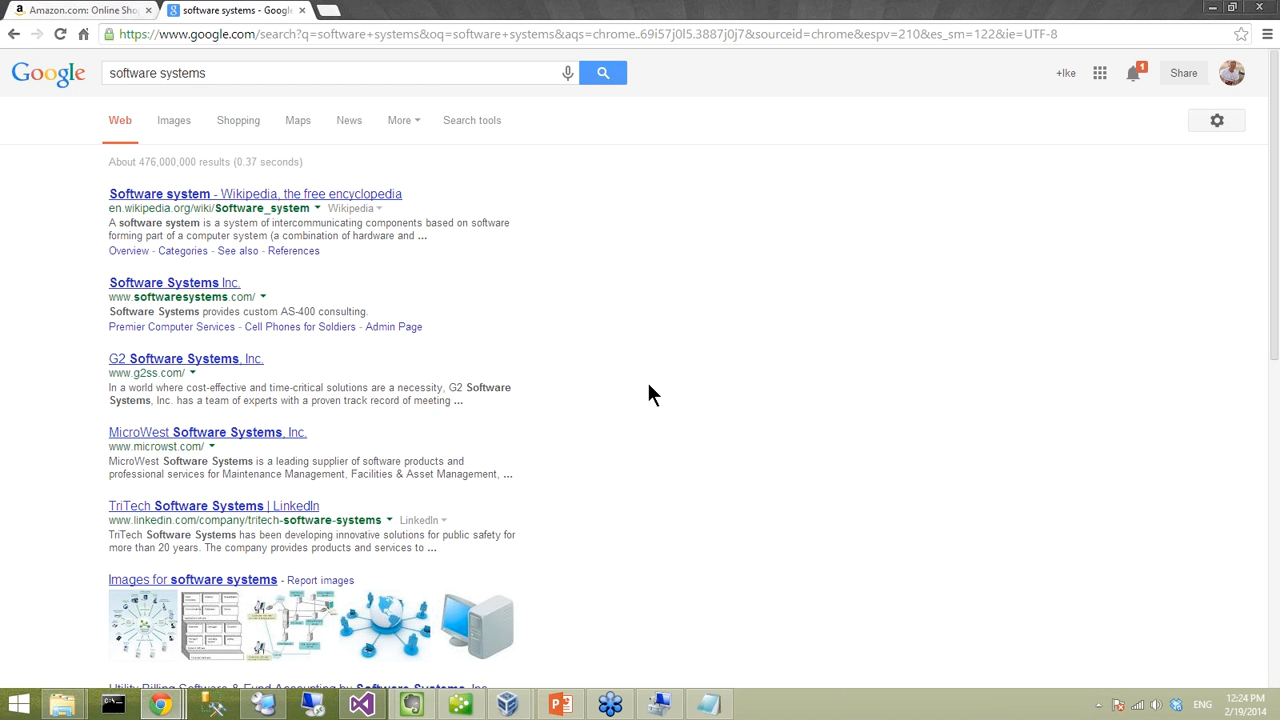 Amazon.com: Online Sho
software systems - Google
https://www.google.com/search?q=software+systems&oq=software+systems&aqs=chrome..69i57j0l5.3887j0j7&sourceid=chrome&espv=210&es_sm=122&ie=UTF-8
Google
software systems
+Ike
1
Share
Web Images Shopping Maps News More Search tools
About 476,000,000 results (0.37 seconds)
Software system - Wikipedia, the free encyclopedia
en.wikipedia.org/wiki/Software_system Wikipedia
A software system is a system of intercommunicating components based on software
forming part of a computer system (a combination of hardware and ...
Overview - Categories - See also - References
Software Systems Inc.
www.softwaresystems.com/
Software Systems provides custom AS-400 consulting.
Premier Computer Services - Cell Phones for Soldiers - Admin Page
G2 Software Systems, Inc.
www.g2ss.com/
In a world where cost-effective and time-critical solutions are a necessity, G2 Software
Systems, Inc. has a team of experts with a proven track record of meeting ...
MicroWest Software Systems, Inc.
www.microwst.com/
MicroWest Software Systems is a leading supplier of software products and
professional services for Maintenance Management, Facilities & Asset Management, ...
TriTech Software Systems | LinkedIn
www.linkedin.com/company/tritech-software-systems LinkedIn
TriTech Software Systems has been developing innovative solutions for public safety for
more than 20 years. The company provides products and services to ...
Images for software systems - Report images
Utility Billing Software & Fund Accounting by Software Systems, Inc.
ENG
12:24 PM
2/19/2014